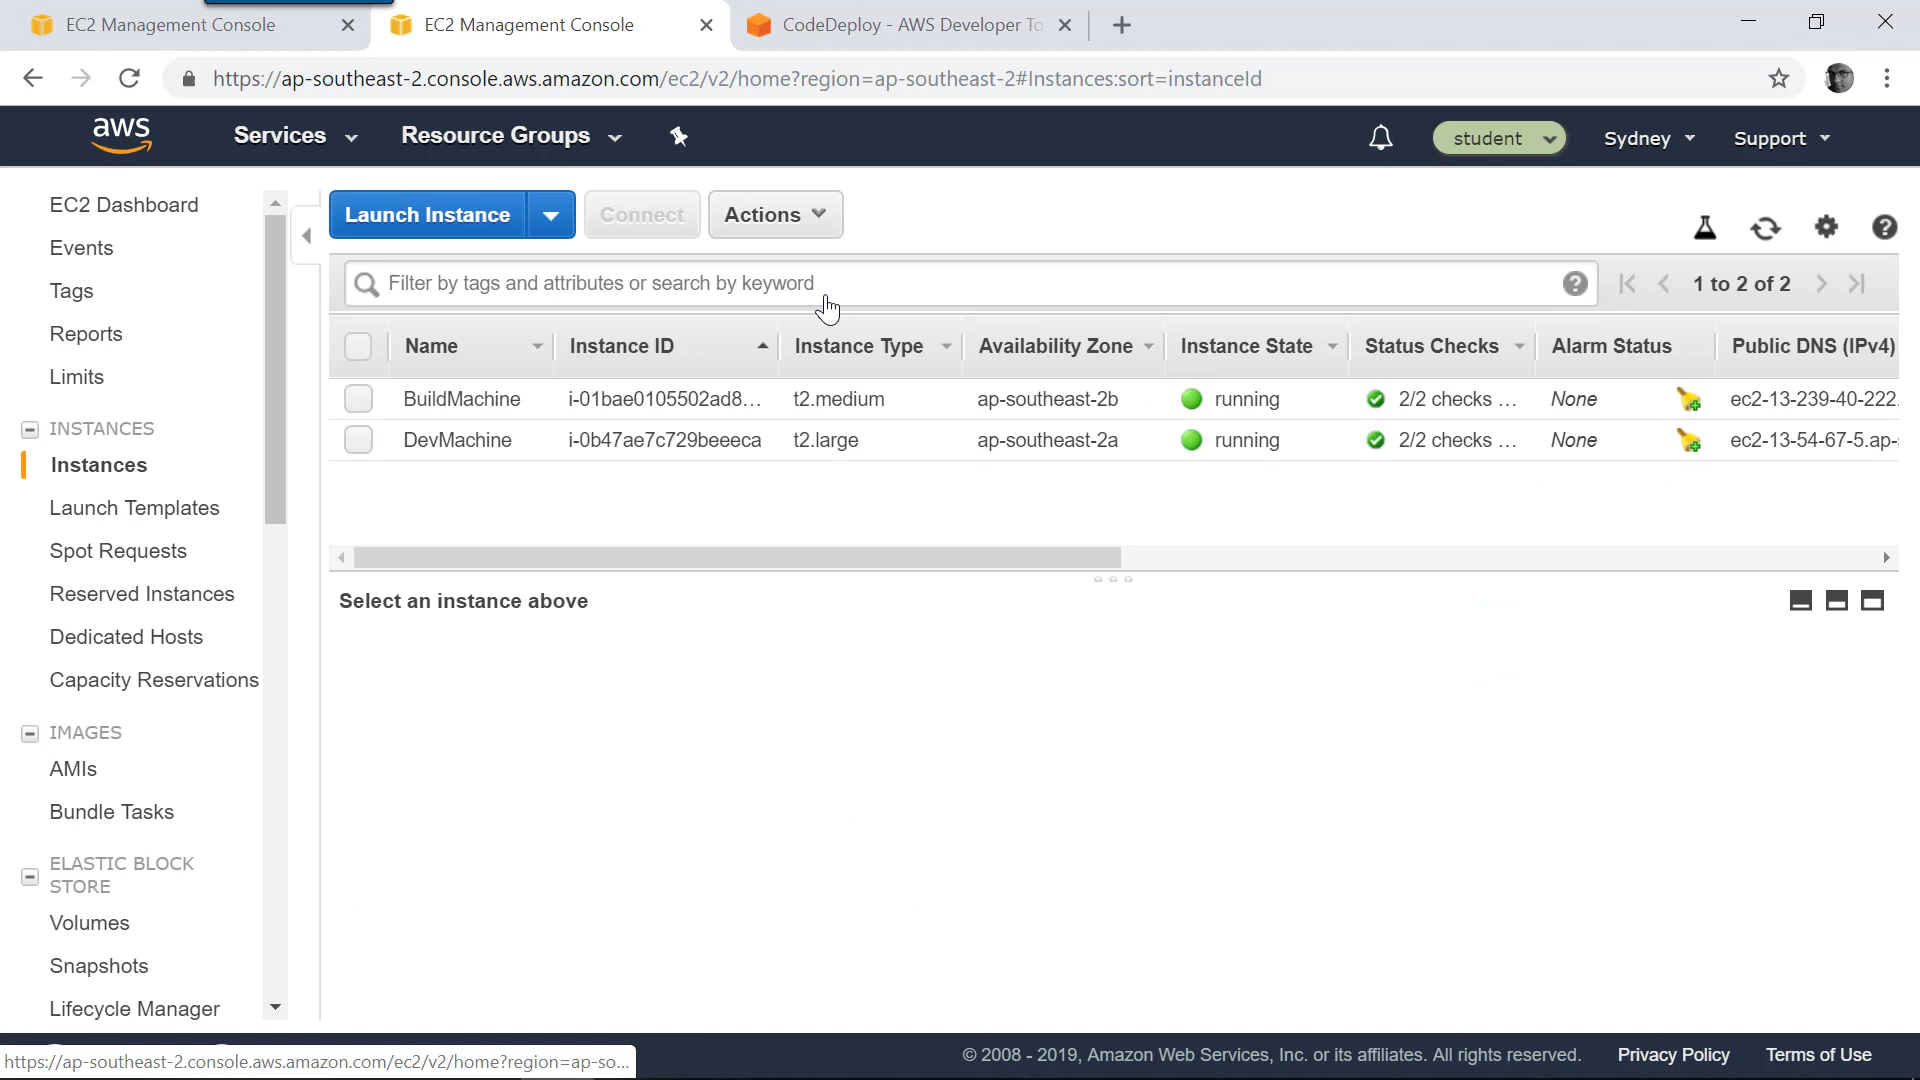 EC2 Management Console
EC2 Management Console
CodeDeploy - AWS Developer To
https://ap-southeast-2.console.aws.amazon.com/ec2/v2/home?region=ap-southeast-2#Instances:sort=instanceId
aws
Services
Resource Groups
student
Sydney
Support
EC2 Dashboard
Events
Tags
Reports
Limits
INSTANCES
Instances
Launch Templates
Spot Requests
Reserved Instances
Dedicated Hosts
Capacity Reservations
IMAGES
AMIs
Bundle Tasks
ELASTIC BLOCK
STORE
Volumes
Snapshots
Lifecycle Manager
Launch Instance
Connect
Actions
Filter by tags and attributes or search by keyword
1 to 2 of 2
Name Instance ID Instance Type Availability Zone Instance State Status Checks Alarm Status Public DNS (IPv4)
BuildMachine i-01bae0105502ad8... t2.medium ap-southeast-2b running 2/2 checks ... None ec2-13-239-40-222.
DevMachine i-0b47ae7c729beeeca t2.large ap-southeast-2a running 2/2 checks ... None ec2-13-54-67-5.ap-
Select an instance above
https://ap-southeast-2.console.aws.amazon.com/ec2/v2/home?region=ap-so...
© 2008 - 2019, Amazon Web Services, Inc. or its affiliates. All rights reserved.
Privacy Policy
Terms of Use